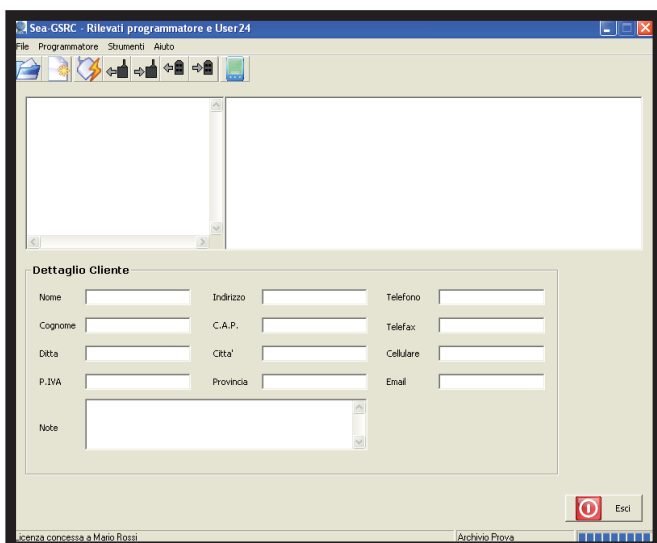 Sea-GSRC - Rilevati programmatore e User24
File Programmatore Strumenti Aiuto
Dettaglio Cliente
Nome Indirizzo Telefono
Cognome C.A.P. Telefax
Ditta Citta' Cellulare
P.IVA Provincia Email
Note
Esci
Licenza concessa a Mario Rossi Archivio Prova